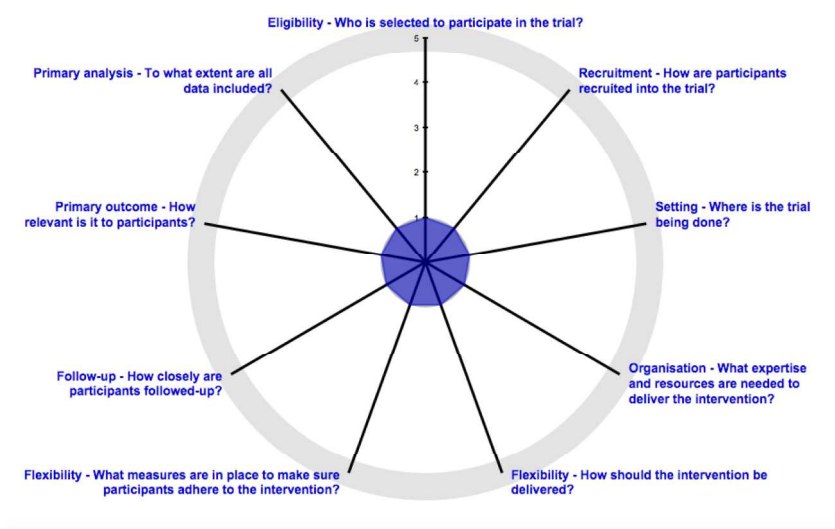 Eligibility - Who is selected to participate in the trial?
5
4
3
2
1
Recruitment - How are participants
recruited into the trial?
Setting - Where is the trial
being done?
Organisation - What expertise
and resources are needed to
deliver the intervention?
Flexibility - How should the intervention be
delivered?
Flexibility - What measures are in place to make sure
participants adhere to the intervention?
Follow-up - How closely are
participants followed-up?
Primary outcome - How
relevant is it to participants?
Primary analysis - To what extent are all
data included?